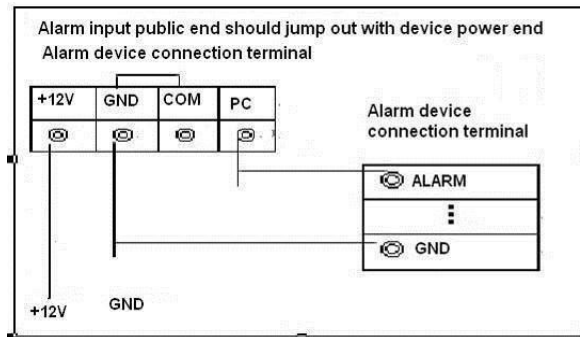 Alarm input public end should jump out with device power end
Alarm device connection terminal
+12V GND COM PC
Alarm device
connection terminal
ALARM
GND
+12V GND